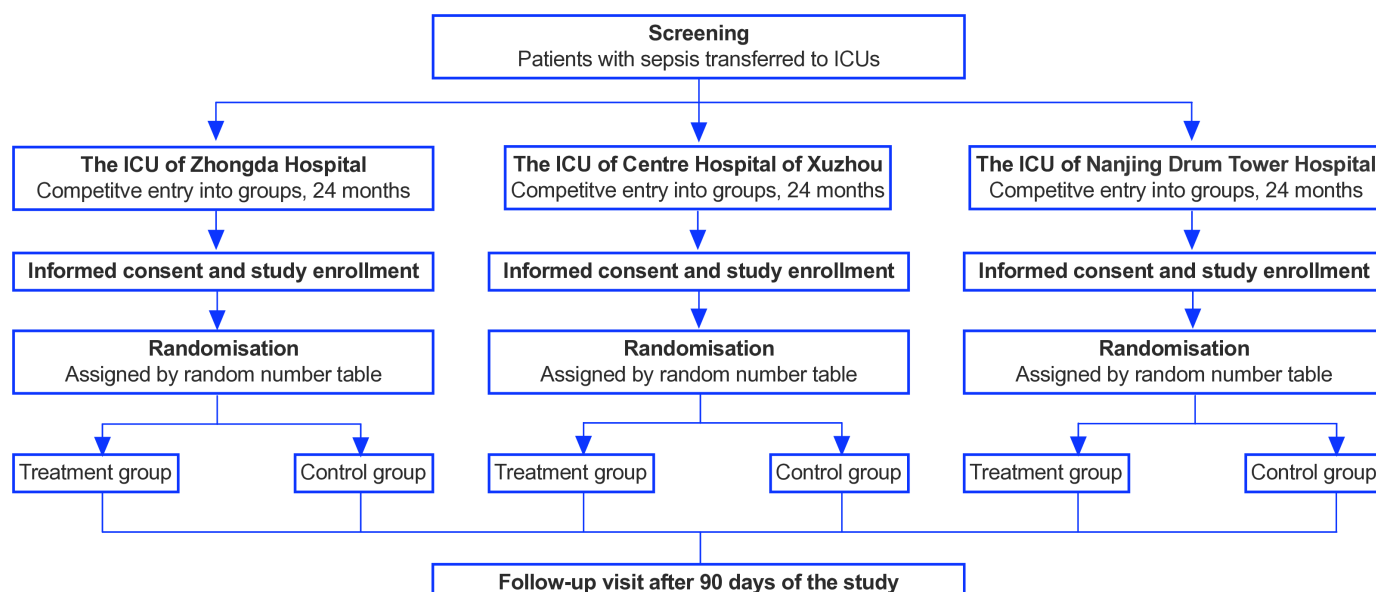 Screening
Patients with sepsis transferred to ICUs
The ICU of Zhongda Hospital
Competitve entry into groups, 24 months
The ICU of Centre Hospital of Xuzhou
Competitve entry into groups, 24 months
The ICU of Nanjing Drum Tower Hospital
Competitve entry into groups, 24 months
Informed consent and study enrollment
Informed consent and study enrollment
Informed consent and study enrollment
Randomisation
Assigned by random number table
Randomisation
Assigned by random number table
Randomisation
Assigned by random number table
Treatment group
Control group
Treatment group
Control group
Treatment group
Control group
Follow-up visit after 90 days of the study